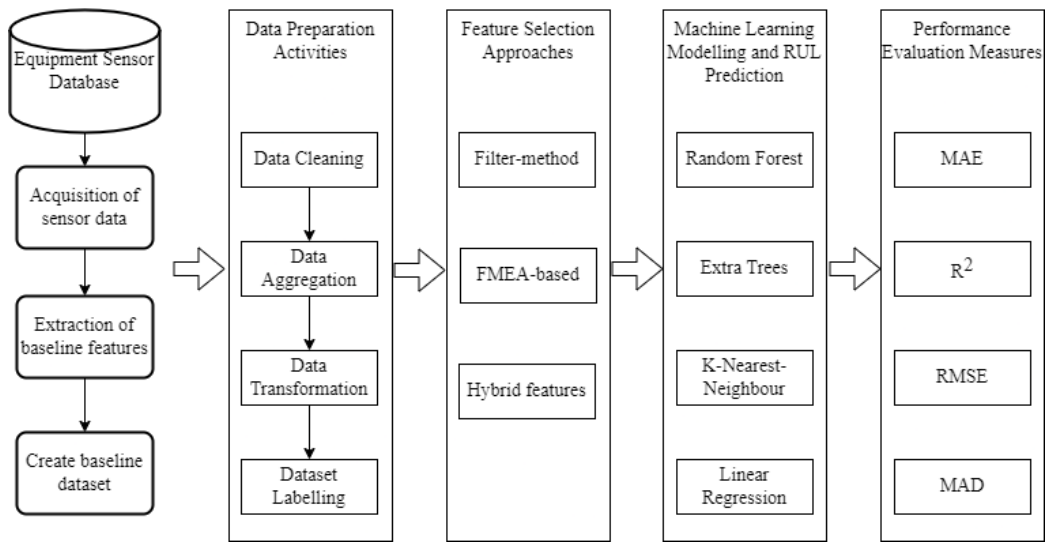 Equipment Sensor
Database
Acquisition of
sensor data
Extraction of
baseline features
Create baseline
dataset
Data Preparation
Activities
Data Cleaning
Data
Aggregation
Data
Transformation
Dataset
Labelling
Feature Selection
Approaches
Filter-method
FMEA-based
Hybrid features
Machine Learning
Modelling and RUL
Prediction
Random Forest
Extra Trees
K-Nearest-
Neighbour
Linear
Regression
Performance
Evaluation Measures
MAE
R²
RMSE
MAD